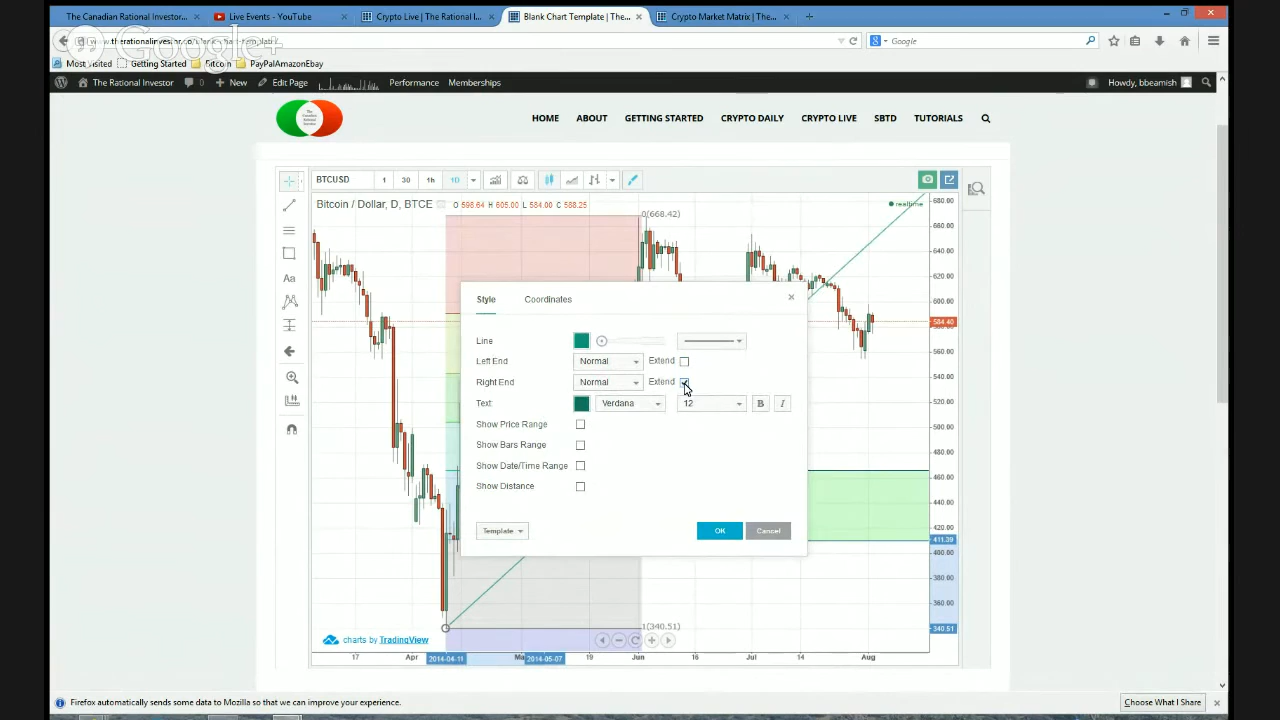 The Canadian Rational Investor...
Live Events - YouTube
Crypto Live | The Rational I...
Blank Chart Template | The...
Crypto Market Matrix | The...
Google+
Google
Most Visited
Getting Started
Bitcoin
PayPalAmazonEbay
The Rational Investor
0
New
Edit Page
Performance
Memberships
Howdy, bbeamish
HOME
ABOUT
GETTING STARTED
CRYPTO DAILY
CRYPTO LIVE
SBTD
TUTORIALS
BTCUSD
1
30
1h
1D
Bitcoin / Dollar, D, BTCE
O 598.64 H 605.00 L 584.00 C 588.25
0(668.42)
realtime
680.00
660.00
640.00
620.00
600.00
584.40
560.00
540.00
520.00
500.00
480.00
460.00
440.00
420.00
411.39
400.00
380.00
360.00
340.51
Aa
Style
Coordinates
Line
Left End
Normal
Extend
Right End
Normal
Extend
Text:
Verdana
12
B
I
Show Price Range
Show Bars Range
Show Date/Time Range
Show Distance
Template
OK
Cancel
1(340.51)
charts by TradingView
17
Apr
2014-04-11
2014-05-07
19
Jun
16
Jul
14
Aug
Firefox automatically sends some data to Mozilla so that we can improve your experience.
Choose What I Share